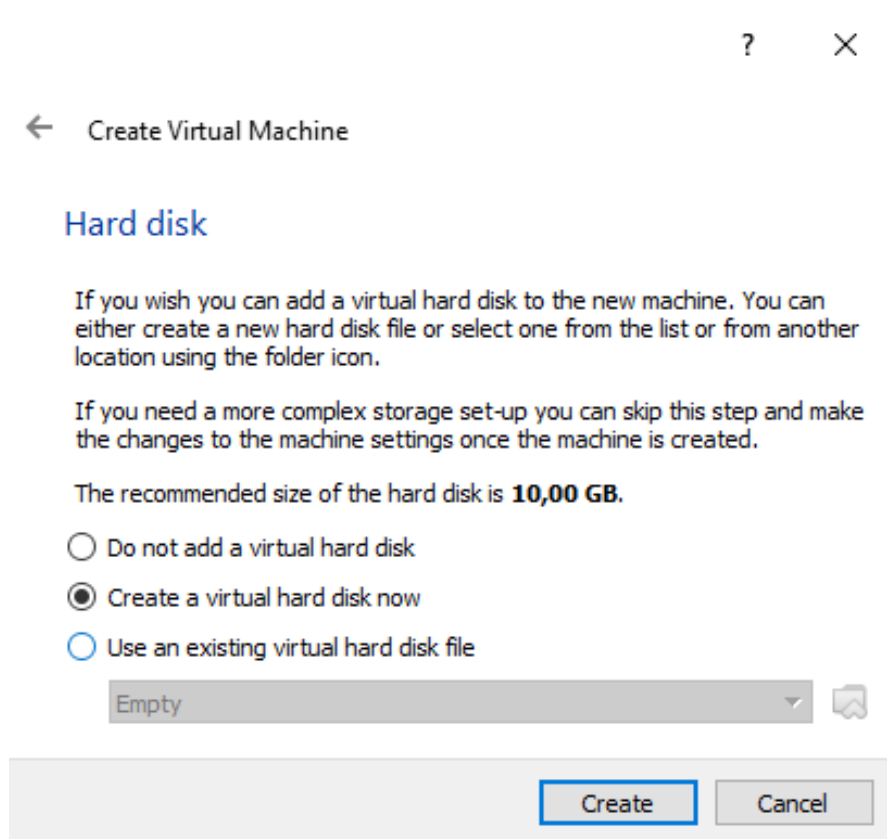 ?
Create Virtual Machine
Hard disk
If you wish you can add a virtual hard disk to the new machine. You can
either create a new hard disk file or select one from the list or from another
location using the folder icon.
If you need a more complex storage set-up you can skip this step and make
the changes to the machine settings once the machine is created.
The recommended size of the hard disk is 10,00 GB.
Do not add a virtual hard disk
Create a virtual hard disk now
Use an existing virtual hard disk file
Empty
Create Cancel